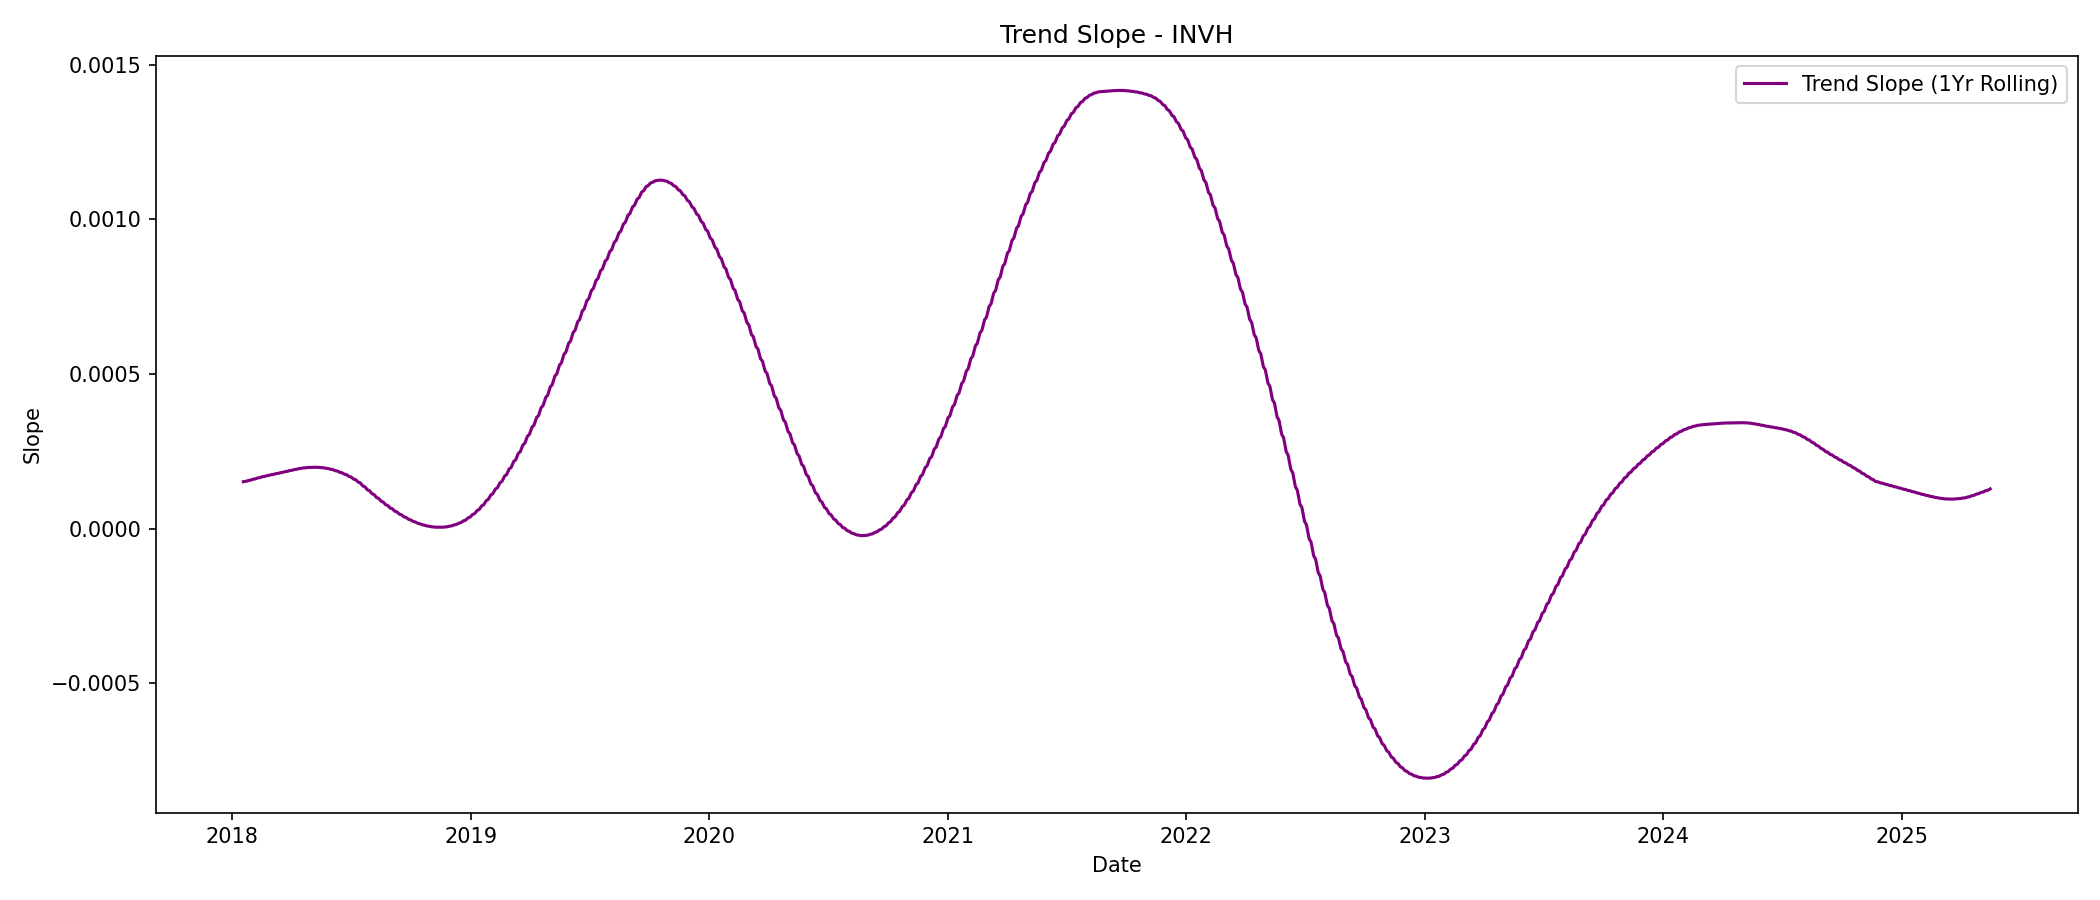 Trend Slope - INVH
Trend Slope (1Yr Rolling)
0.0015
0.0010
0.0005
0.0000
−0.0005
Slope
2018 2019 2020 2021 2022 2023 2024 2025
Date